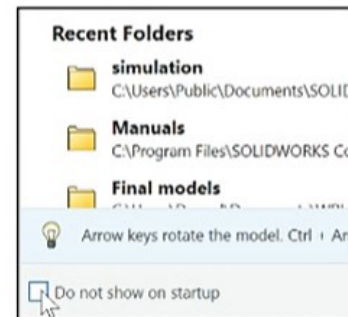 Recent Folders
simulation
C:\Users\Public\Documents\SOLID
Manuals
C:\Program Files\SOLIDWORKS Co
Final models
Arrow keys rotate the model. Ctrl + Ar
Do not show on startup